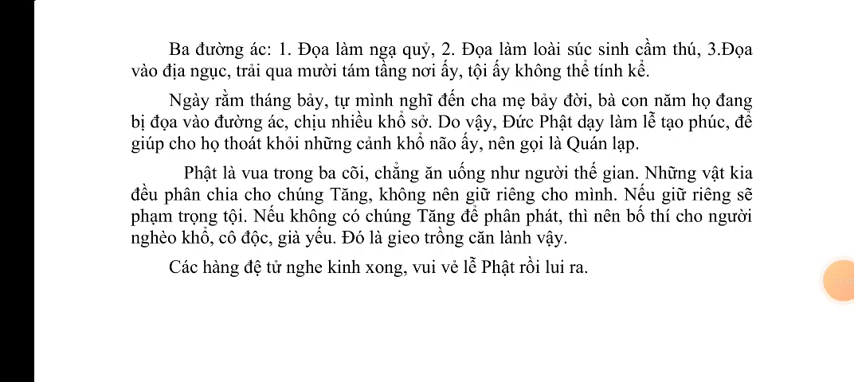 Ba đường ác: 1. Đọa làm ngạ quỷ, 2. Đọa làm loài súc sinh cầm thú, 3.Đọa
vào địa ngục, trải qua mười tám tầng nơi ấy, tội ấy không thể tính kể.
Ngày rằm tháng bảy, tự mình nghĩ đến cha mẹ bảy đời, bà con năm họ đang
bị đọa vào đường ác, chịu nhiều khổ sở. Do vậy, Đức Phật dạy làm lễ tạo phúc, để
giúp cho họ thoát khỏi những cảnh khổ não ấy, nên gọi là Quán lạp.
Phật là vua trong ba cõi, chẳng ăn uống như người thế gian. Những vật kia
đều phân chia cho chúng Tăng, không nên giữ riêng cho mình. Nếu giữ riêng sẽ
phạm trọng tội. Nếu không có chúng Tăng để phân phát, thì nên bố thí cho người
nghèo khổ, cô độc, già yếu. Đó là gieo trồng căn lành vậy.
Các hàng đệ tử nghe kinh xong, vui vẻ lễ Phật rồi lui ra.